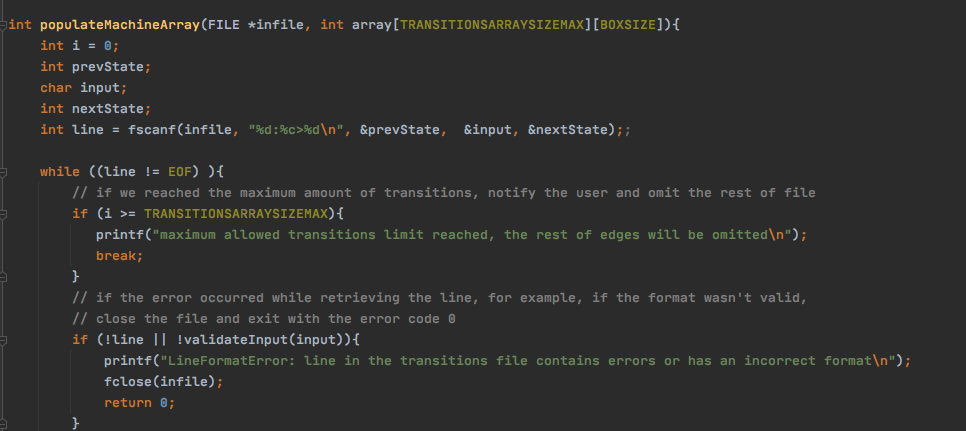 int populateMachineArray(FILE *infile, int array[TRANSITIONSARRAYSIZEMAX][BOXSIZE]){
    int i = 0;
    int prevState;
    char input;
    int nextState;
    int line = fscanf(infile, "%d:%c>%d\n", &prevState,  &input, &nextState);;

    while ((line != EOF) ){
        // if we reached the maximum amount of transitions, notify the user and omit the rest of file
        if (i >= TRANSITIONSARRAYSIZEMAX){
           printf("maximum allowed transitions limit reached, the rest of edges will be omitted\n");
           break;
        }
        // if the error occurred while retrieving the line, for example, if the format wasn't valid,
        // close the file and exit with the error code 0
        if (!line || !validateInput(input)){
            printf("LineFormatError: line in the transitions file contains errors or has an incorrect format\n");
            fclose(infile);
            return 0;
        }